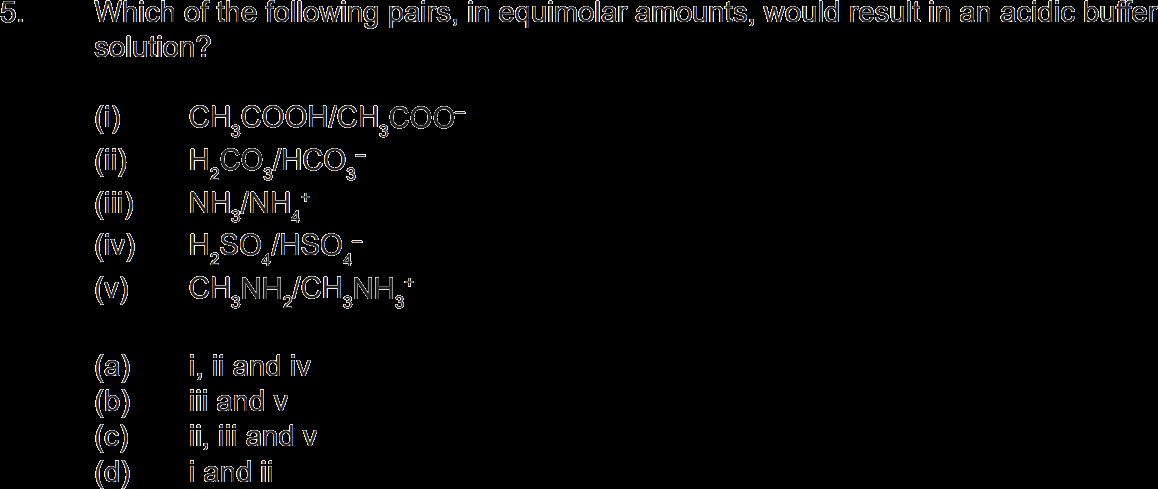 5. Which of the following pairs, in equimolar amounts, would result in an acidic buffer
solution?
(i) CH₃COOH/CH₃COO⁻
(ii) H₂CO₃/HCO₃⁻
(iii) NH₃/NH₄⁺
(iv) H₂SO₄/HSO₄⁻
(v) CH₃NH₂/CH₃NH₃⁺
(a) i, ii and iv
(b) iii and v
(c) ii, iii and v
(d) i and ii